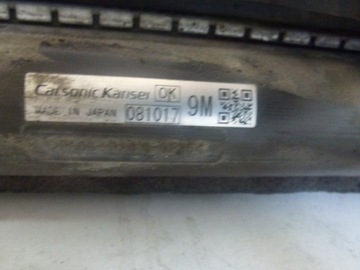 Calsonic Kansei OK
MADE IN JAPAN 081017 9M